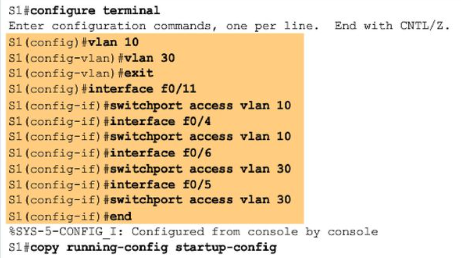 S1#configure terminal
Enter configuration commands, one per line. End with CNTL/Z.
S1(config)#vlan 10
S1(config-vlan)#vlan 30
S1(config-vlan)#exit
S1(config)#interface f0/11
S1(config-if)#switchport access vlan 10
S1(config-if)#interface f0/4
S1(config-if)#switchport access vlan 10
S1(config-if)#interface f0/6
S1(config-if)#switchport access vlan 30
S1(config-if)#interface f0/5
S1(config-if)#switchport access vlan 30
S1(config-if)#end
%SYS-5-CONFIG_I: Configured from console by console
S1#copy running-config startup-config